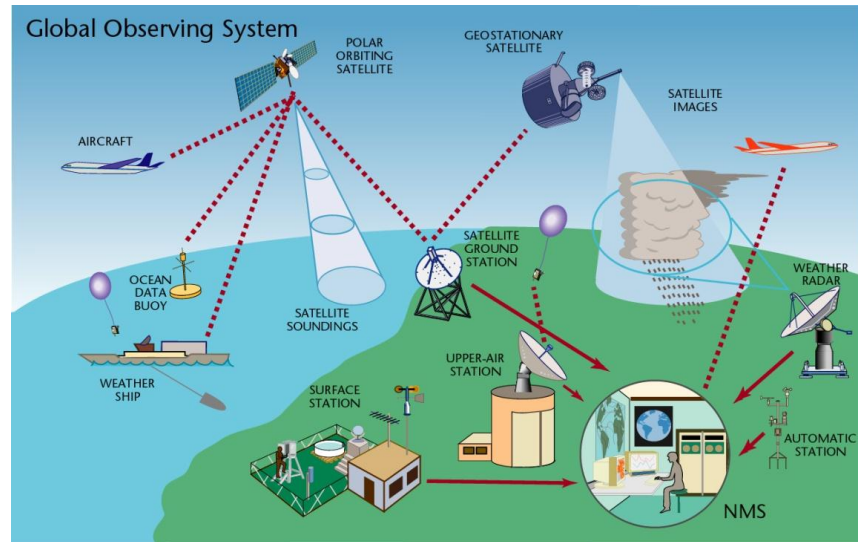 Global Observing System
POLAR
ORBITING
SATELLITE
GEOSTATIONARY
SATELLITE
SATELLITE
IMAGES
AIRCRAFT
OCEAN
DATA
BUOY
SATELLITE
SOUNDINGS
SATELLITE
GROUND
STATION
WEATHER
RADAR
WEATHER
SHIP
UPPER-AIR
STATION
SURFACE
STATION
AUTOMATIC
STATION
NMS